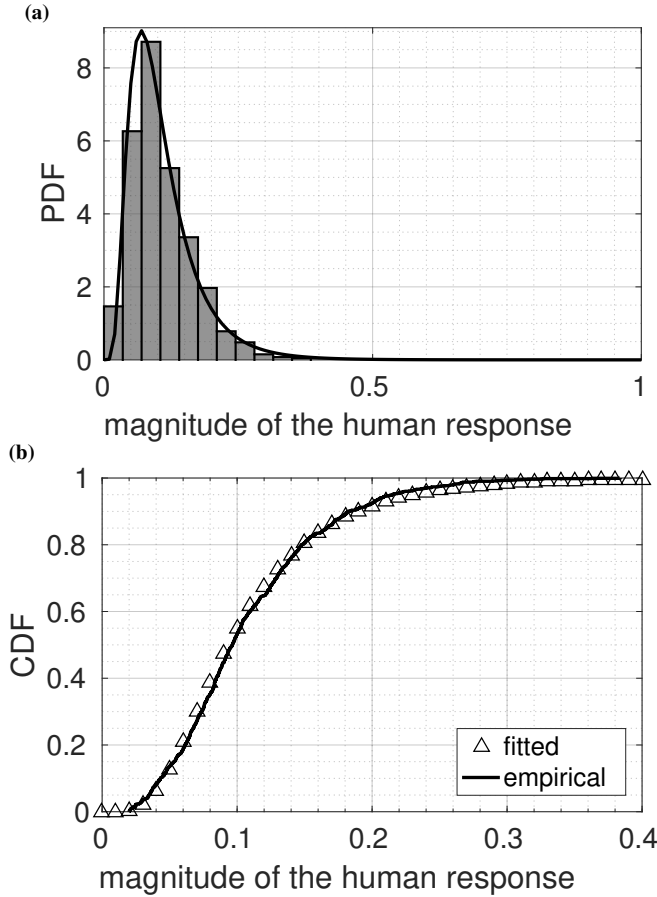 (a)
8
6
4
2
0
PDF
0
0.5
1
magnitude of the human response
(b)
1
0.8
0.6
0.4
0.2
0
CDF
fitted
empirical
0
0.1
0.2
0.3
0.4
magnitude of the human response